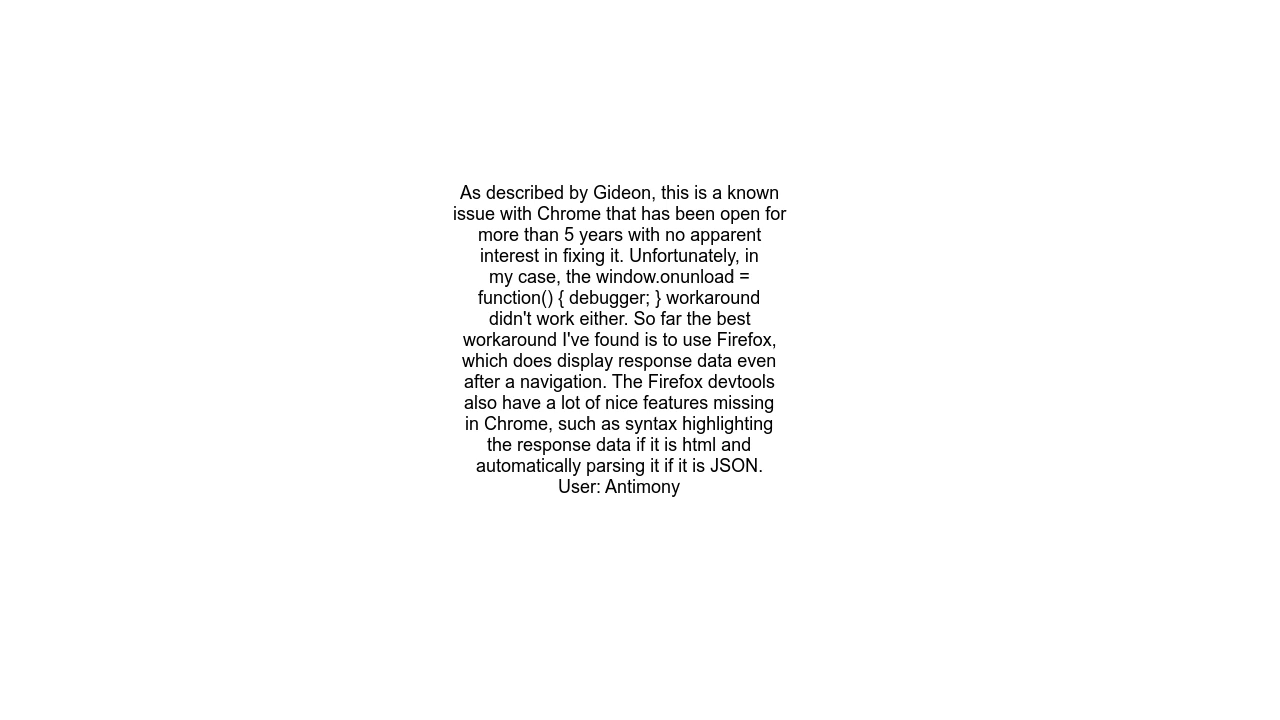 As described by Gideon, this is a known
issue with Chrome that has been open for
more than 5 years with no apparent
interest in fixing it. Unfortunately, in
my case, the window.onunload =
function() { debugger; } workaround
didn't work either. So far the best
workaround I've found is to use Firefox,
which does display response data even
after a navigation. The Firefox devtools
also have a lot of nice features missing
in Chrome, such as syntax highlighting
the response data if it is html and
automatically parsing it if it is JSON.
User: Antimony